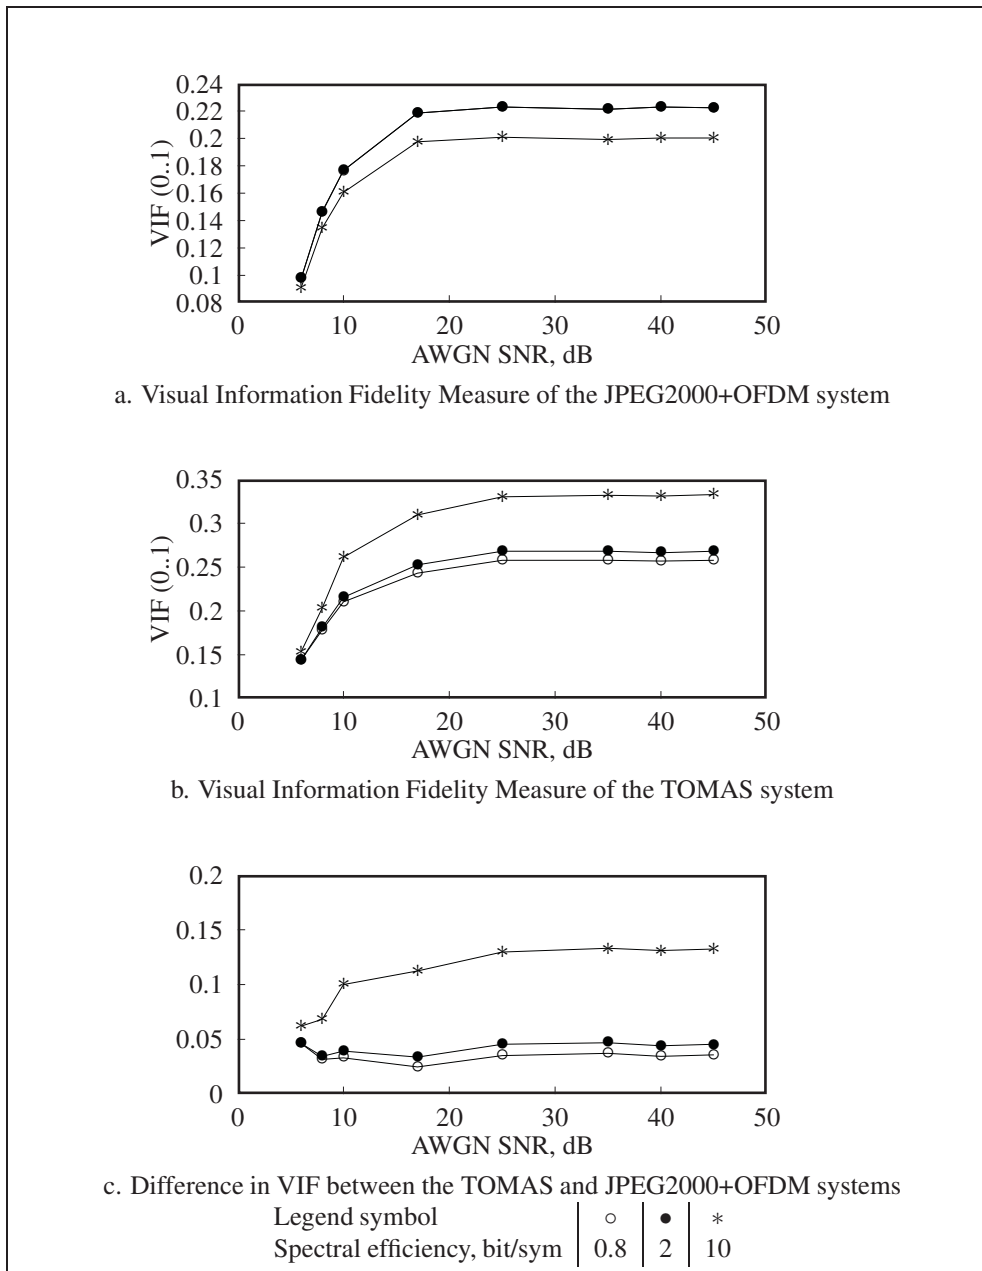 0.24
0.22
0.2
0.18
0.16
0.14
0.12
0.1
0.08
VIF (0..1)
0 10 20 30 40 50
AWGN SNR, dB
a. Visual Information Fidelity Measure of the JPEG2000+OFDM system
0.35
0.3
0.25
0.2
0.15
0.1
VIF (0..1)
0 10 20 30 40 50
AWGN SNR, dB
b. Visual Information Fidelity Measure of the TOMAS system
0.2
0.15
0.1
0.05
0
0 10 20 30 40 50
AWGN SNR, dB
c. Difference in VIF between the TOMAS and JPEG2000+OFDM systems
Legend symbol ○ ● *
Spectral efficiency, bit/sym 0.8 2 10